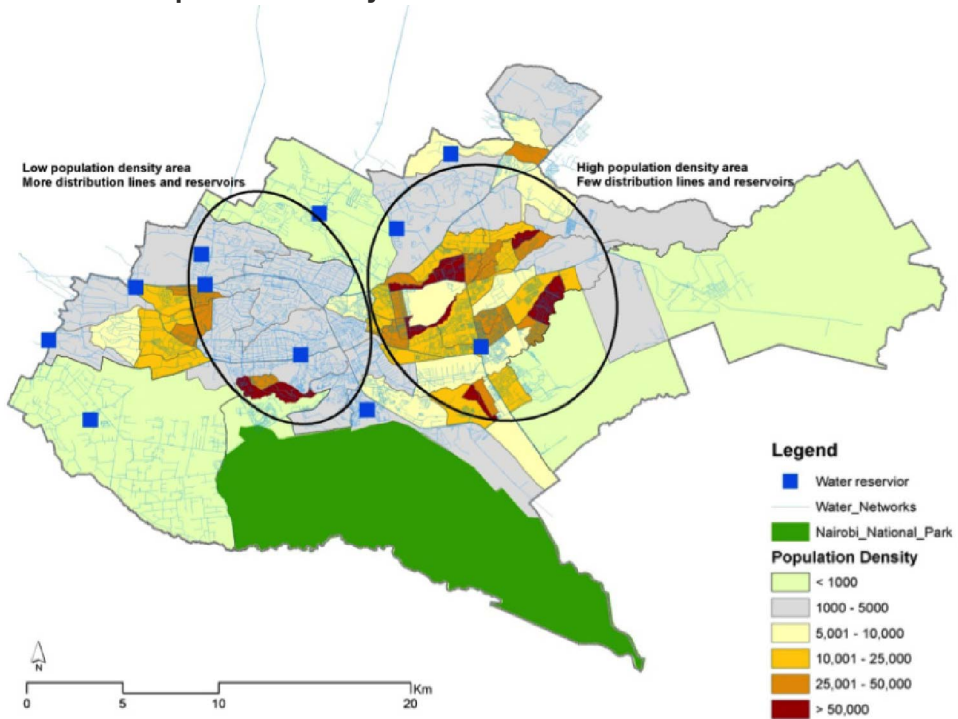 Low population density area
More distribution lines and reservoirs
High population density area
Few distribution lines and reservoirs
Legend
Water reservior
Water_Networks
Nairobi_National_Park
Population Density
< 1000
1000 - 5000
5,001 - 10,000
10,001 - 25,000
25,001 - 50,000
> 50,000
N
Km
0 5 10 20